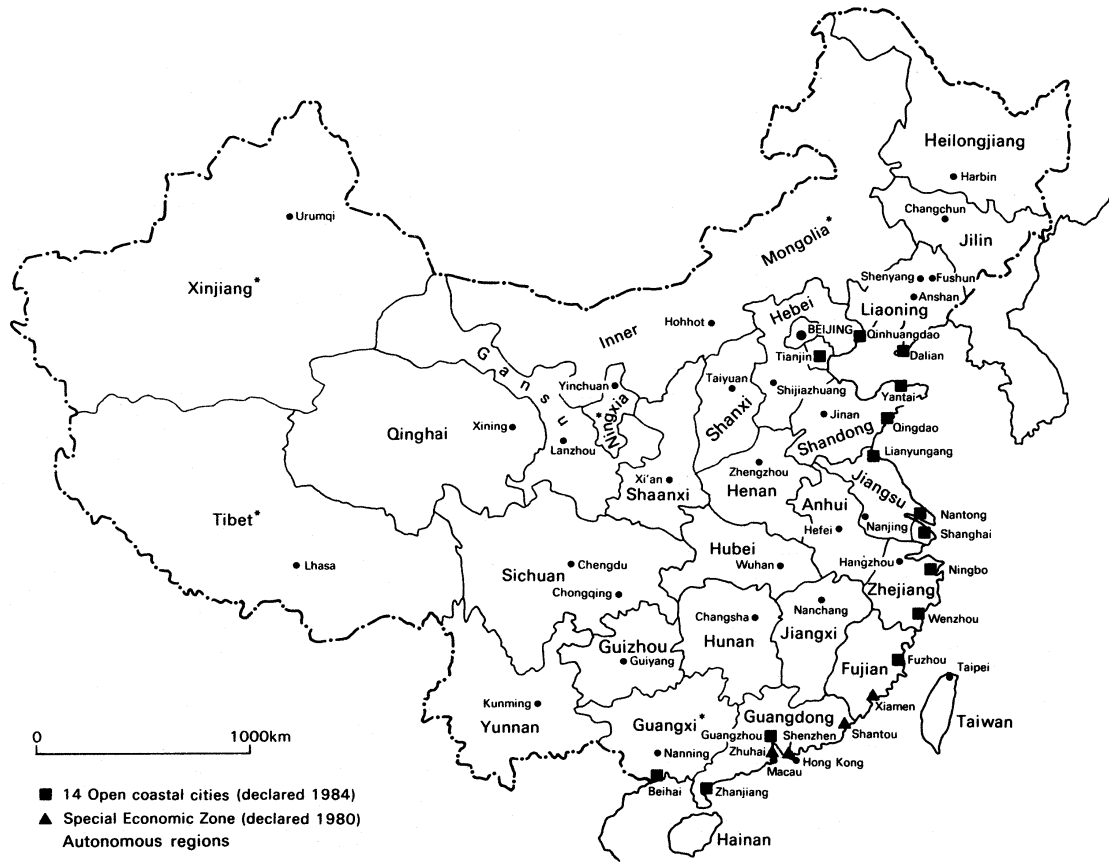 Heilongjiang
Harbin
Changchun
Jilin
Urumqi
Mongolia*
Xinjiang*
Shenyang
Fushun
Anshan
Liaoning
Hebei
Hohhot
Inner
BEIJING
Qinhuangdao
Tianjin
Dalian
Gansu
Yinchuan
Taiyuan
Shijiazhuang
Yantai
*
Ningxia
Shanxi
Jinan
Qinghai
Xining
Shandong
Qingdao
Lanzhou
Lianyungang
Zhengzhou
Xi'an
Shaanxi
Henan
Jiangsu
Anhui
Tibet*
Nantong
Hefei
Nanjing
Shanghai
Hubei
Lhasa
Chengdu
Wuhan
Hangzhou
Ningbo
Sichuan
Chongqing
Zhejiang
Nanchang
Changsha
Wenzhou
Jiangxi
Hunan
Guizhou
Guiyang
Fujian
Fuzhou
Taipei
Kunming
Xiamen
Yunnan
Guangxi*
Guangdong
Taiwan
Guangzhou
Shenzhen
Shantou
Nanning
Zhuhai
Hong Kong
Macau
Beihai
Zhanjiang
Hainan
0 1000km
14 Open coastal cities (declared 1984)
Special Economic Zone (declared 1980)
Autonomous regions